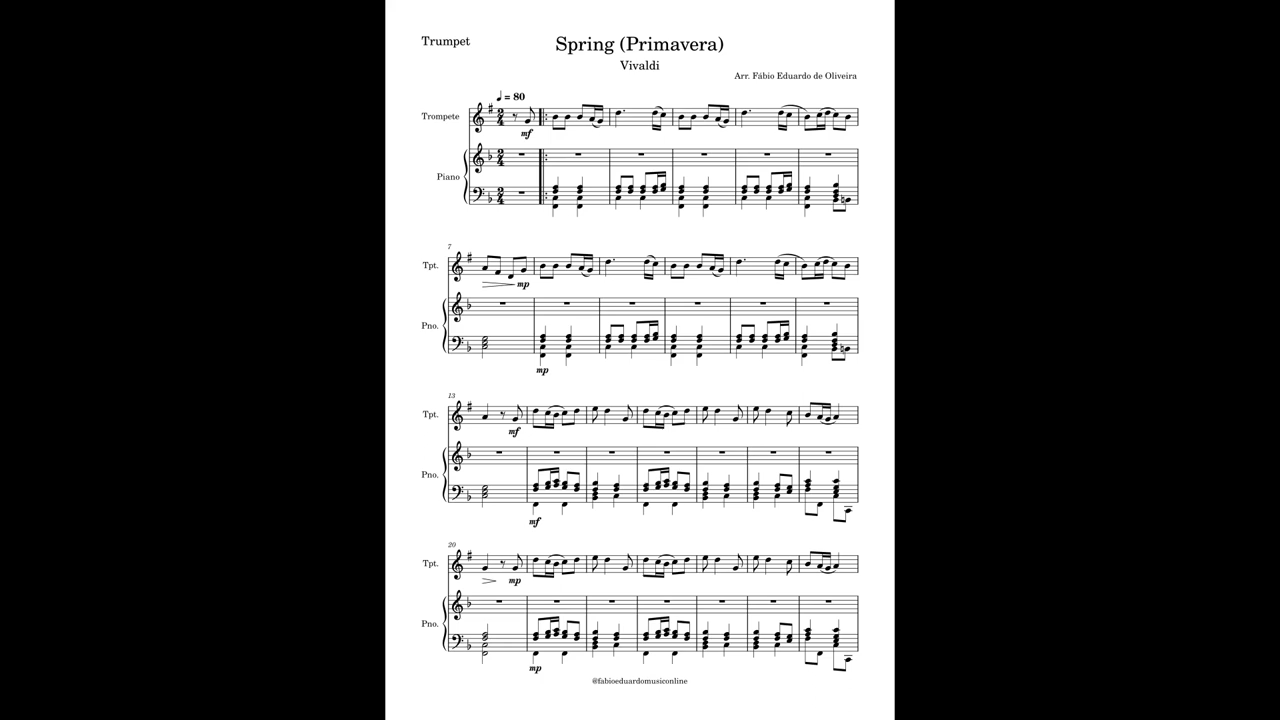 Trumpet
Spring (Primavera)
Vivaldi
Arr. Fábio Eduardo de Oliveira
♩ = 80
Trompete
mf
Piano
7
Tpt.
mp
Pno.
mp
13
Tpt.
mf
Pno.
mf
20
Tpt.
mp
Pno.
mp
@fabioeduardomusiconline